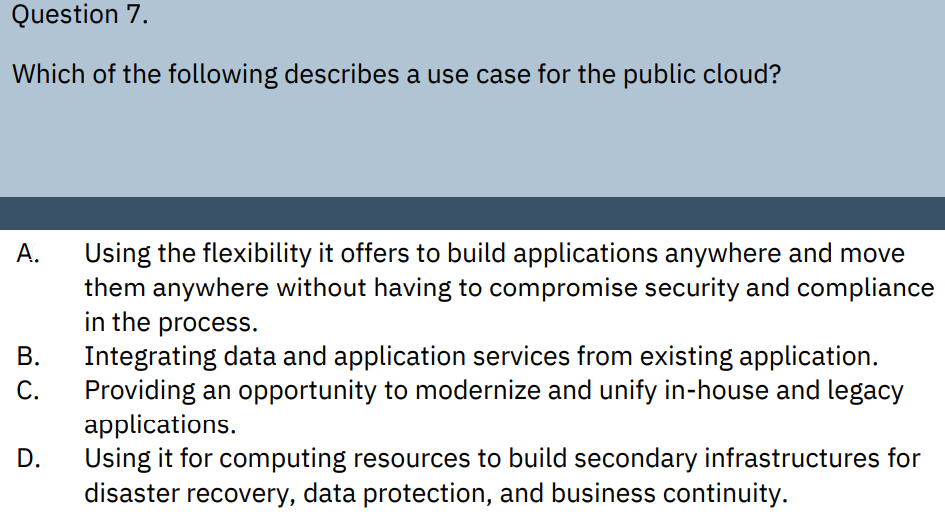 Question 7.
Which of the following describes a use case for the public cloud?
A. Using the flexibility it offers to build applications anywhere and move
them anywhere without having to compromise security and compliance
in the process.
B. Integrating data and application services from existing application.
C. Providing an opportunity to modernize and unify in-house and legacy
applications.
D. Using it for computing resources to build secondary infrastructures for
disaster recovery, data protection, and business continuity.